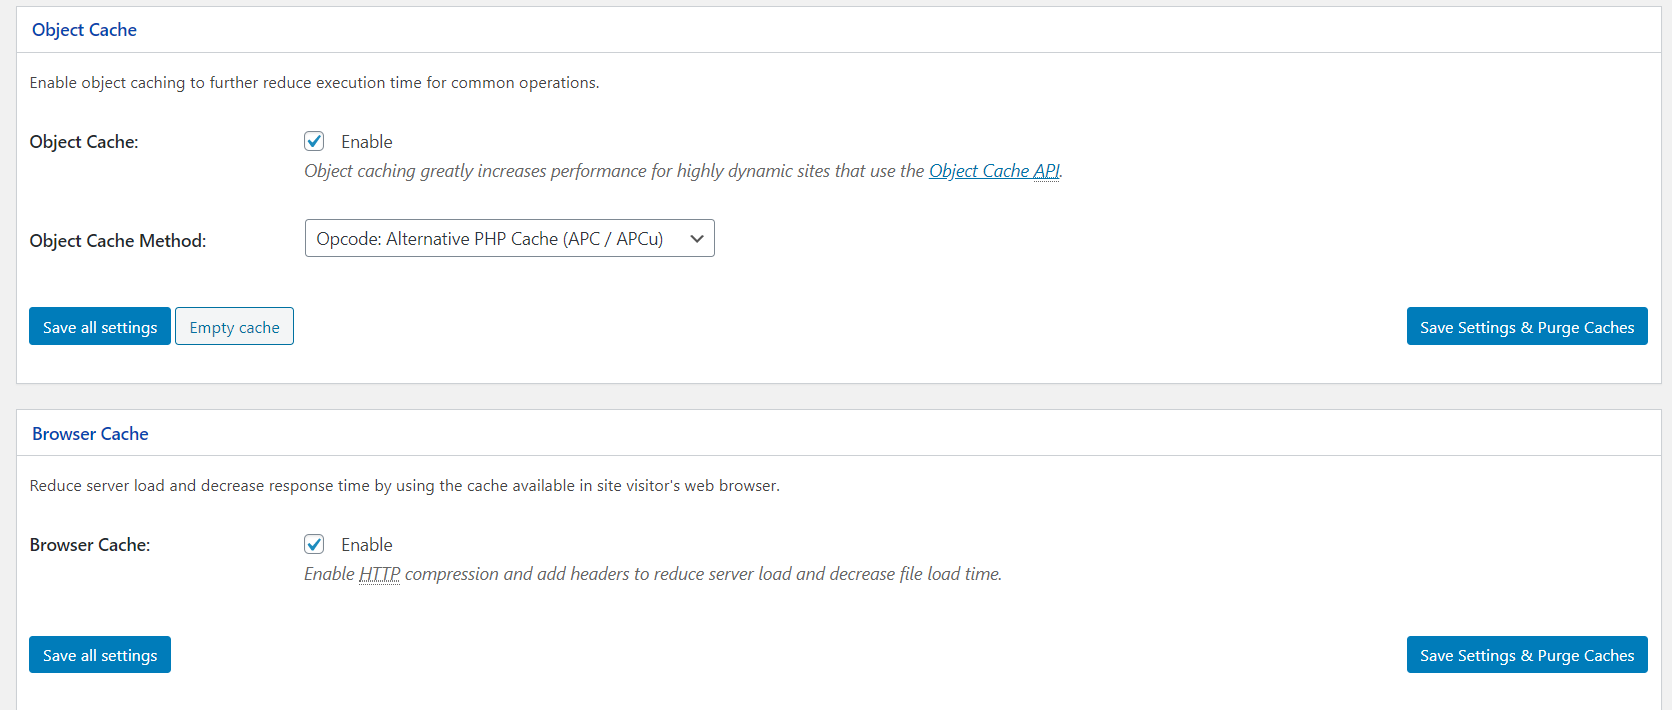 Object Cache
Enable object caching to further reduce execution time for common operations.
Object Cache:
Enable
Object caching greatly increases performance for highly dynamic sites that use the Object Cache API.
Object Cache Method:
Opcode: Alternative PHP Cache (APC / APCu)
Save all settings
Empty cache
Save Settings & Purge Caches
Browser Cache
Reduce server load and decrease response time by using the cache available in site visitor's web browser.
Browser Cache:
Enable
Enable HTTP compression and add headers to reduce server load and decrease file load time.
Save all settings
Save Settings & Purge Caches